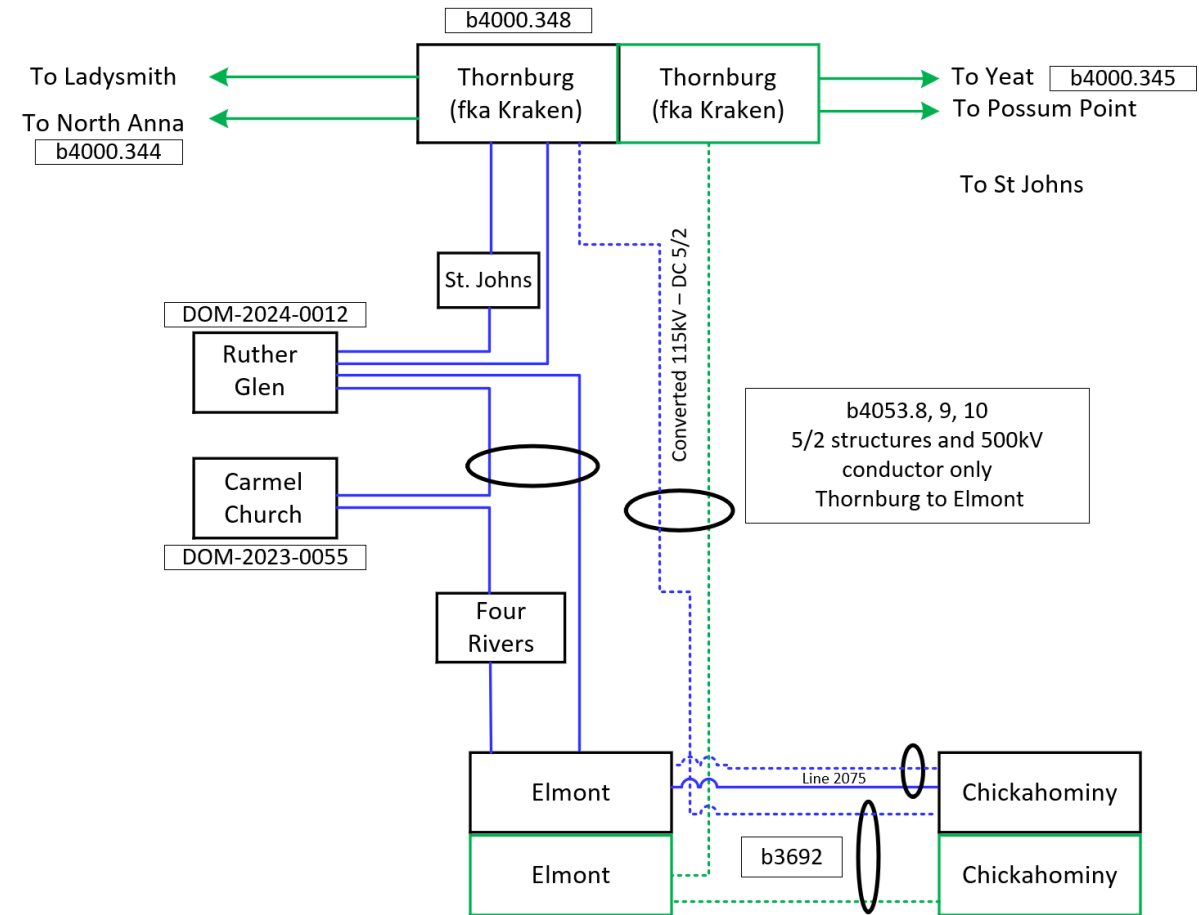 b4000.348
To Ladysmith
To North Anna
b4000.344
Thornburg
(fka Kraken)
Thornburg
(fka Kraken)
To Yeat
b4000.345
To Possum Point
To St Johns
St. Johns
DOM-2024-0012
Ruther
Glen
Converted 115kV – DC 5/2
b4053.8, 9, 10
5/2 structures and 500kV
conductor only
Thornburg to Elmont
Carmel
Church
DOM-2023-0055
Four
Rivers
Elmont
Line 2075
Chickahominy
Elmont
b3692
Chickahominy